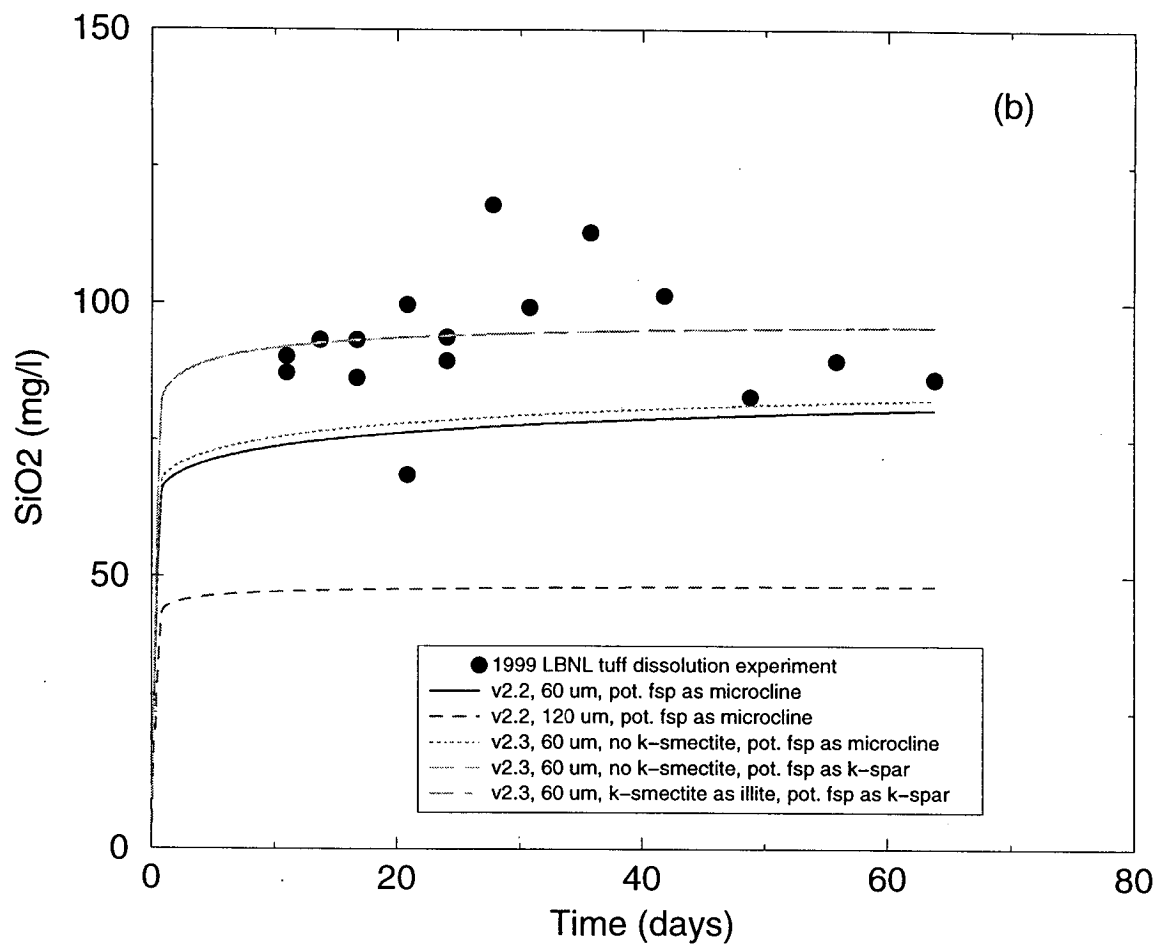 150
(b)
100
SiO2 (mg/l)
50
1999 LBNL tuff dissolution experiment
v2.2, 60 um, pot. fsp as microcline
v2.2, 120 um, pot. fsp as microcline
v2.3, 60 um, no k−smectite, pot. fsp as microcline
v2.3, 60 um, no k−smectite, pot. fsp as k−spar
v2.3, 60 um, k−smectite as illite, pot. fsp as k−spar
0
0 20 40 60 80
Time (days)